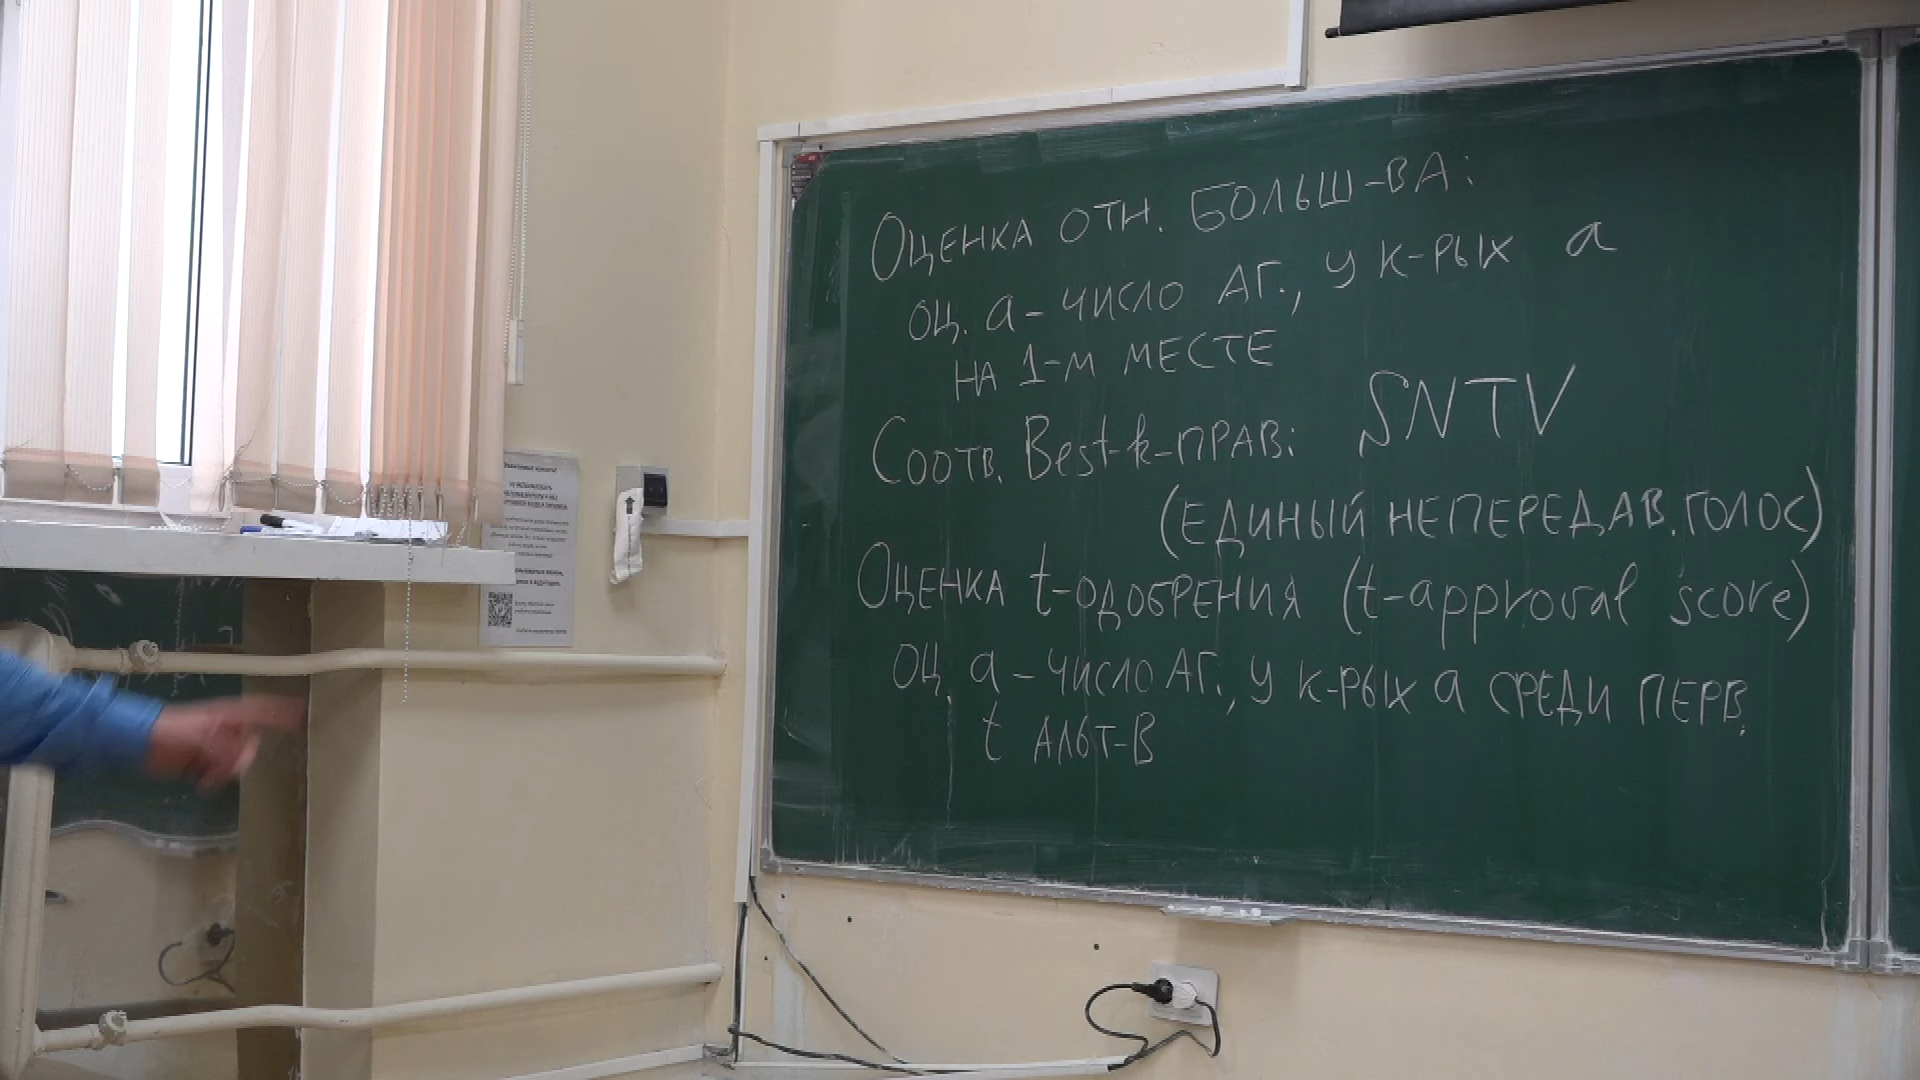 Оценка отн. больш-ва:
оц. a – число аг., у к-рых a
на 1-м месте
Соотв. Best-k-прав: SNTV
(единый непередав. голос)
Оценка t-одобрения (t-approval score)
оц. a – число аг., у к-рых a среди перв.
t альт-в